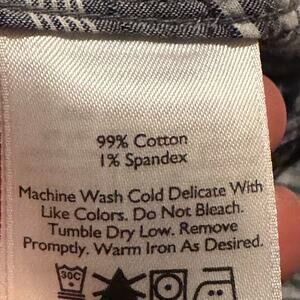 99% Cotton
1% Spandex
Machine Wash Cold Delicate With
Like Colors. Do Not Bleach.
Tumble Dry Low. Remove
Promptly. Warm Iron As Desired.
30C